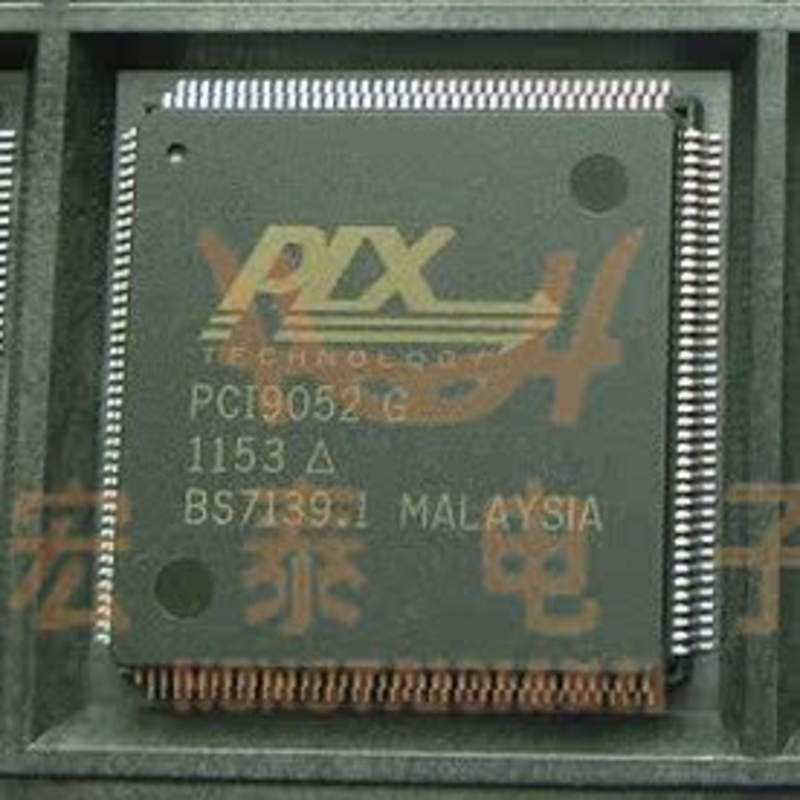 PLX
TECHNOLOGY
PCI9052 G
1153 △
BS7139.1 MALAYSIA
宏泰电子